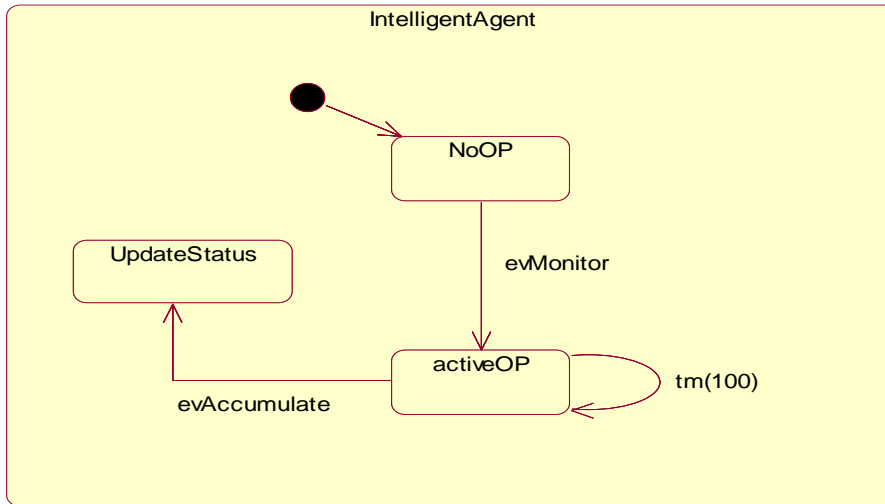 IntelligentAgent
NoOP
UpdateStatus
evMonitor
activeOP
tm(100)
evAccumulate